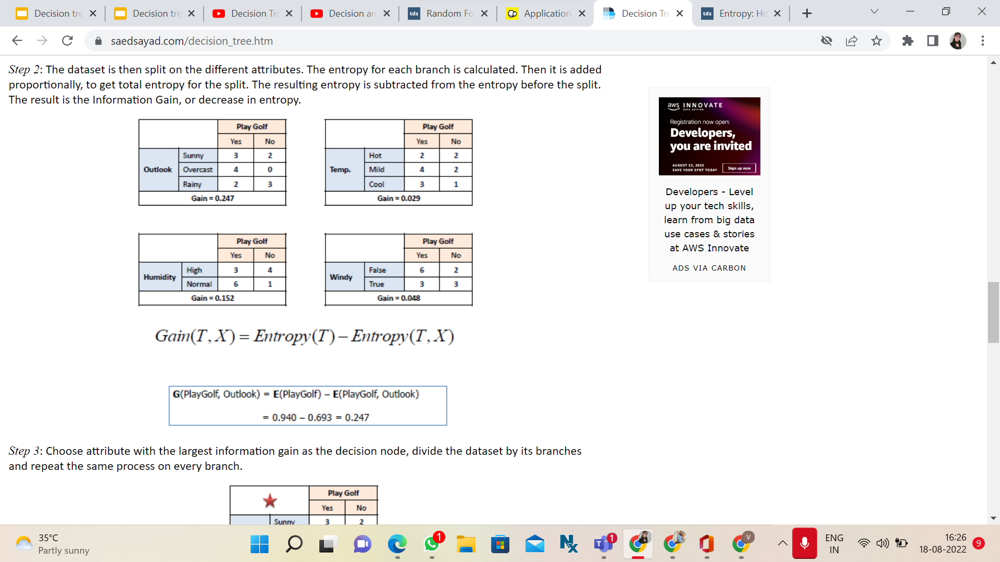 Decision tre
Decision tre
Decision Tre
Decision an
tds Random Fo
Application
Decision Tre
tds Entropy: Ho
saedsayad.com/decision_tree.htm
Step 2: The dataset is then split on the different attributes. The entropy for each branch is calculated. Then it is added
proportionally, to get total entropy for the split. The resulting entropy is subtracted from the entropy before the split.
The result is the Information Gain, or decrease in entropy.
Play Golf
Yes No
Outlook
Sunny 3 2
Overcast 4 0
Rainy 2 3
Gain = 0.247
Play Golf
Yes No
Temp.
Hot 2 2
Mild 4 2
Cool 3 1
Gain = 0.029
Play Golf
Yes No
Humidity
High 3 4
Normal 6 1
Gain = 0.152
Play Golf
Yes No
Windy
False 6 2
True 3 3
Gain = 0.048
Gain(T, X) = Entropy(T) – Entropy(T, X)
G(PlayGolf, Outlook) = E(PlayGolf) – E(PlayGolf, Outlook)
= 0.940 – 0.693 = 0.247
Step 3: Choose attribute with the largest information gain as the decision node, divide the dataset by its branches
and repeat the same process on every branch.
Play Golf
Yes No
Sunny 3 2
aws INNOVATE
DATA EDITION
Registration now open:
Developers,
you are invited
AUGUST 23, 2022
SAVE YOUR SPOT TODAY
Sign up now
Developers - Level
up your tech skills,
learn from big data
use cases & stories
at AWS Innovate
ADS VIA CARBON
35°C
Partly sunny
1
T 1
V
ENG
IN
16:26
18-08-2022
9